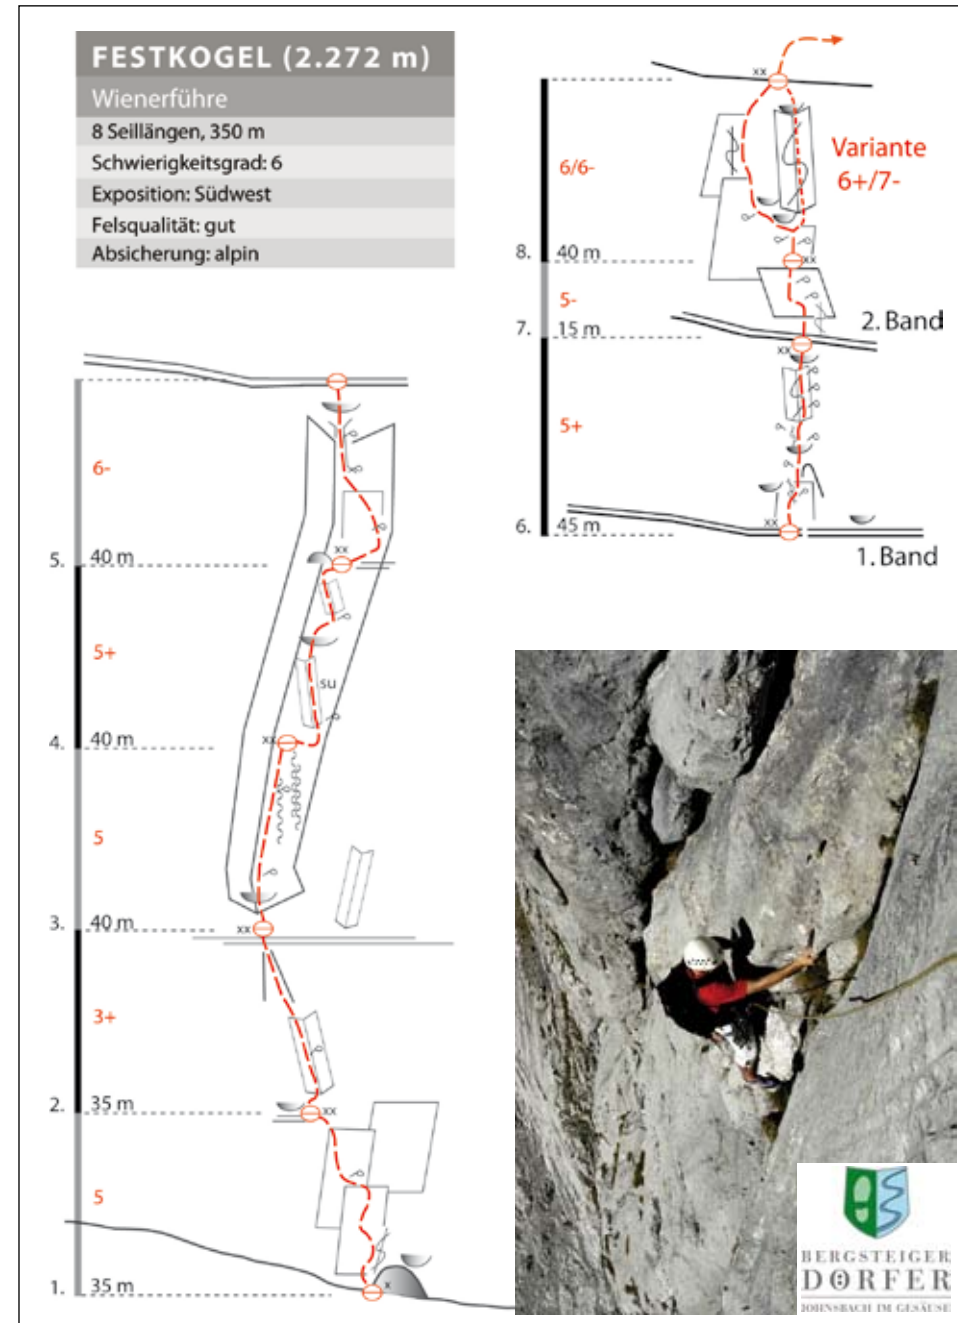 FESTKOGEL (2.272 m)
Wienerführe
8 Seillängen, 350 m
Schwierigkeitsgrad: 6
Exposition: Südwest
Felsqualität: gut
Absicherung: alpin
6-
xx
5. 40 m
5+
su
4. 40 m
xx
5
3. 40 m
xx
3+
2. 35 m
xx
5
1. 35 m
x
xx
6/6-
Variante
6+/7-
8. 40 m
xx
5-
7. 15 m
2. Band
xx
5+
xx
6. 45 m
1. Band
BERGSTEIGER
DÖRFER
JOHNSBACH IM GESÄUSE